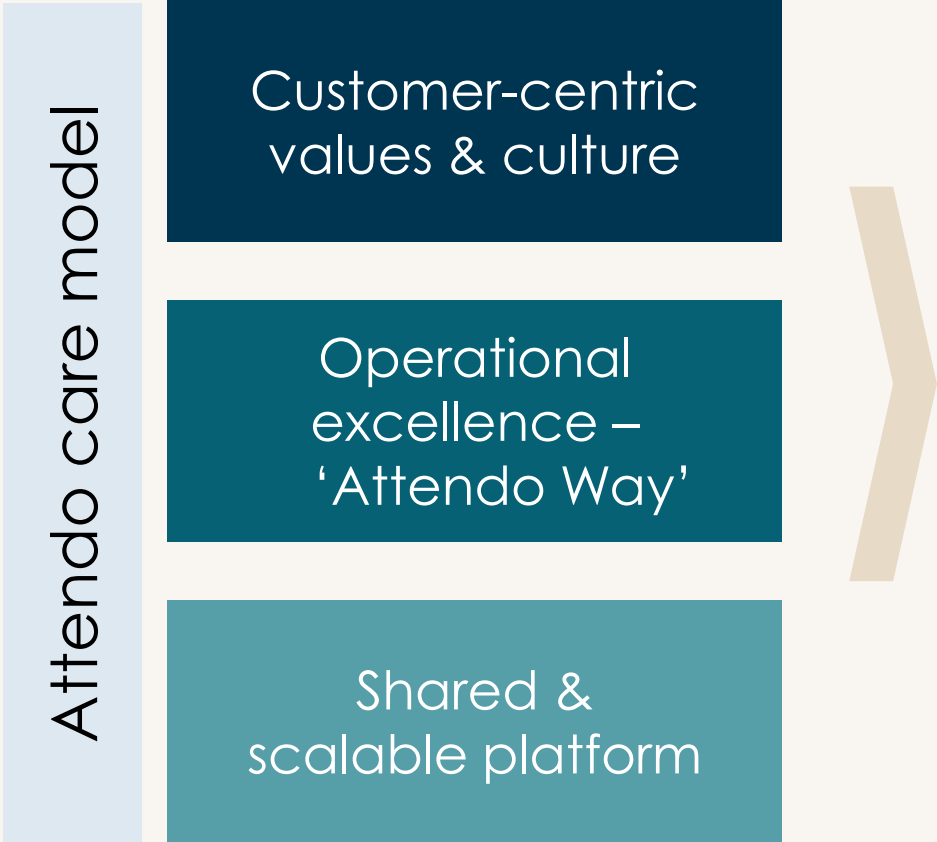 Attendo care model
Customer-centric
values & culture
Operational
excellence –
‘Attendo Way’
Shared &
scalable platform